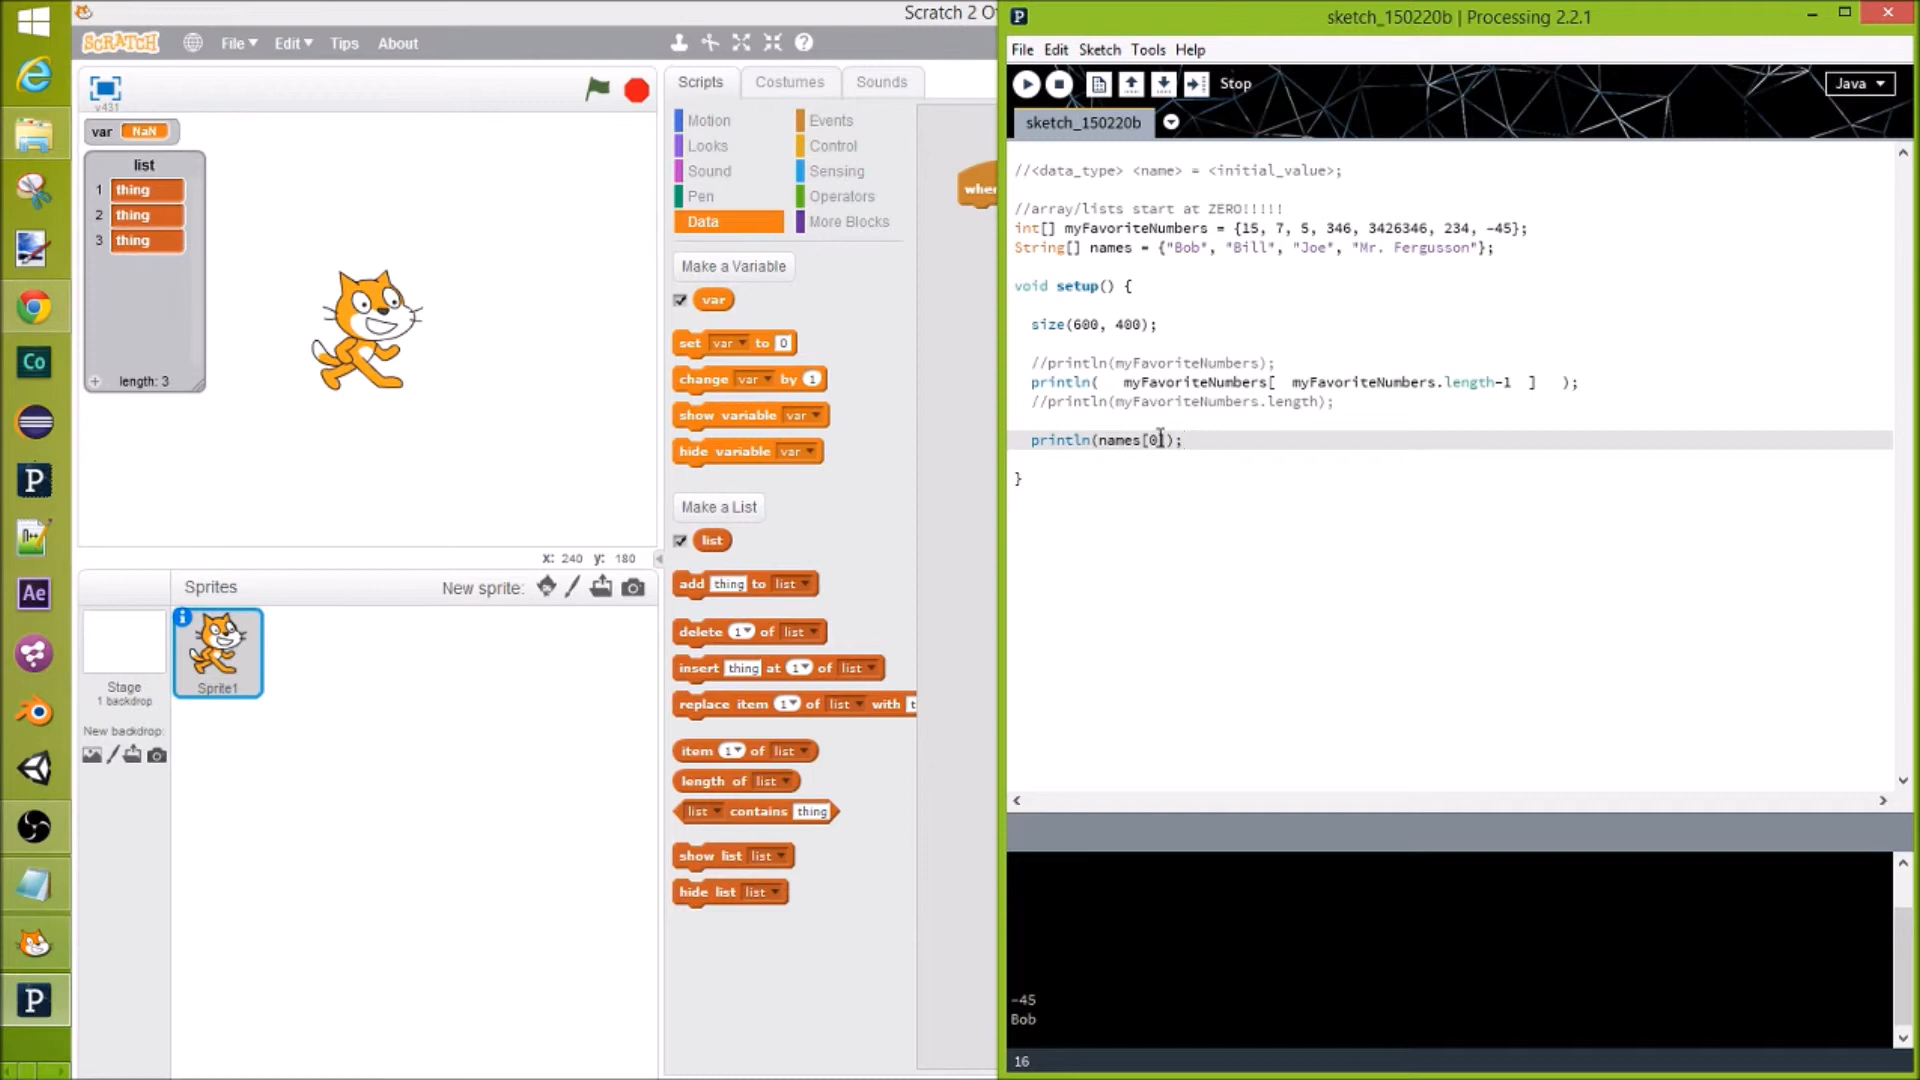 Scratch 2 Of
SCRATCH
File
Edit
Tips
About
v431
var NaN
list
1 thing
2 thing
3 thing
length: 3
x: 240 y: 180
Sprites
New sprite:
Stage
1 backdrop
New backdrop:
Sprite1
Scripts
Costumes
Sounds
Motion
Events
Looks
Control
Sound
Sensing
Pen
Operators
Data
More Blocks
Make a Variable
var
set var to 0
change var by 1
show variable var
hide variable var
Make a List
list
add thing to list
delete 1 of list
insert thing at 1 of list
replace item 1 of list with t
item 1 of list
length of list
list contains thing
show list list
hide list list
when
Co
P
Ae
P
sketch_150220b | Processing 2.2.1
File Edit Sketch Tools Help
Stop
Java
sketch_150220b
//<data_type> <name> = <initial_value>;
//array/lists start at ZERO!!!!!
int[] myFavoriteNumbers = {15, 7, 5, 346, 3426346, 234, -45};
String[] names = {"Bob", "Bill", "Joe", "Mr. Fergusson"};
void setup() {
size(600, 400);
//println(myFavoriteNumbers);
println( myFavoriteNumbers[ myFavoriteNumbers.length-1 ] );
//println(myFavoriteNumbers.length);
println(names[0]);
}
-45
Bob
16